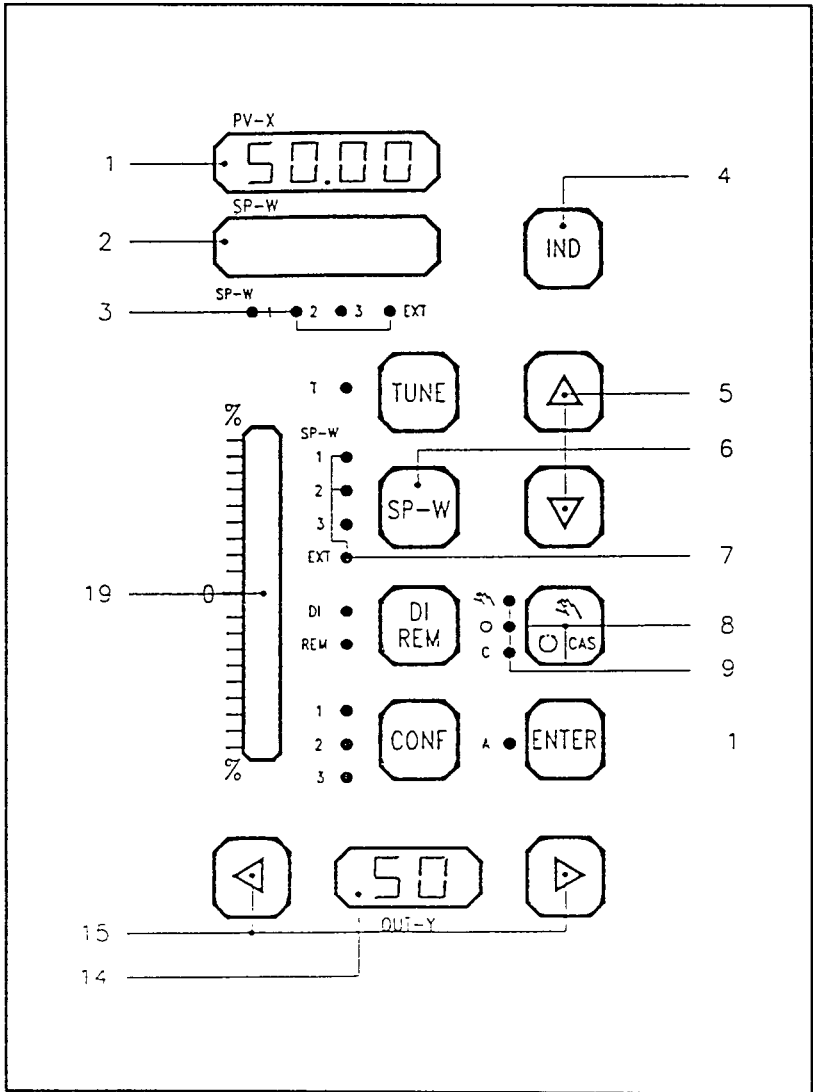 PV-X
1 50.00 4
SP-W
2 IND
SP-W
3 1 2 3 EXT
T TUNE 5
%
SP-W
1 6
2 SP-W
3
EXT 7
19 0 DI DI REM CAS 8
REM C 9
1
2 CONF A ENTER 1
% 3
.50
15 OUT-Y
14